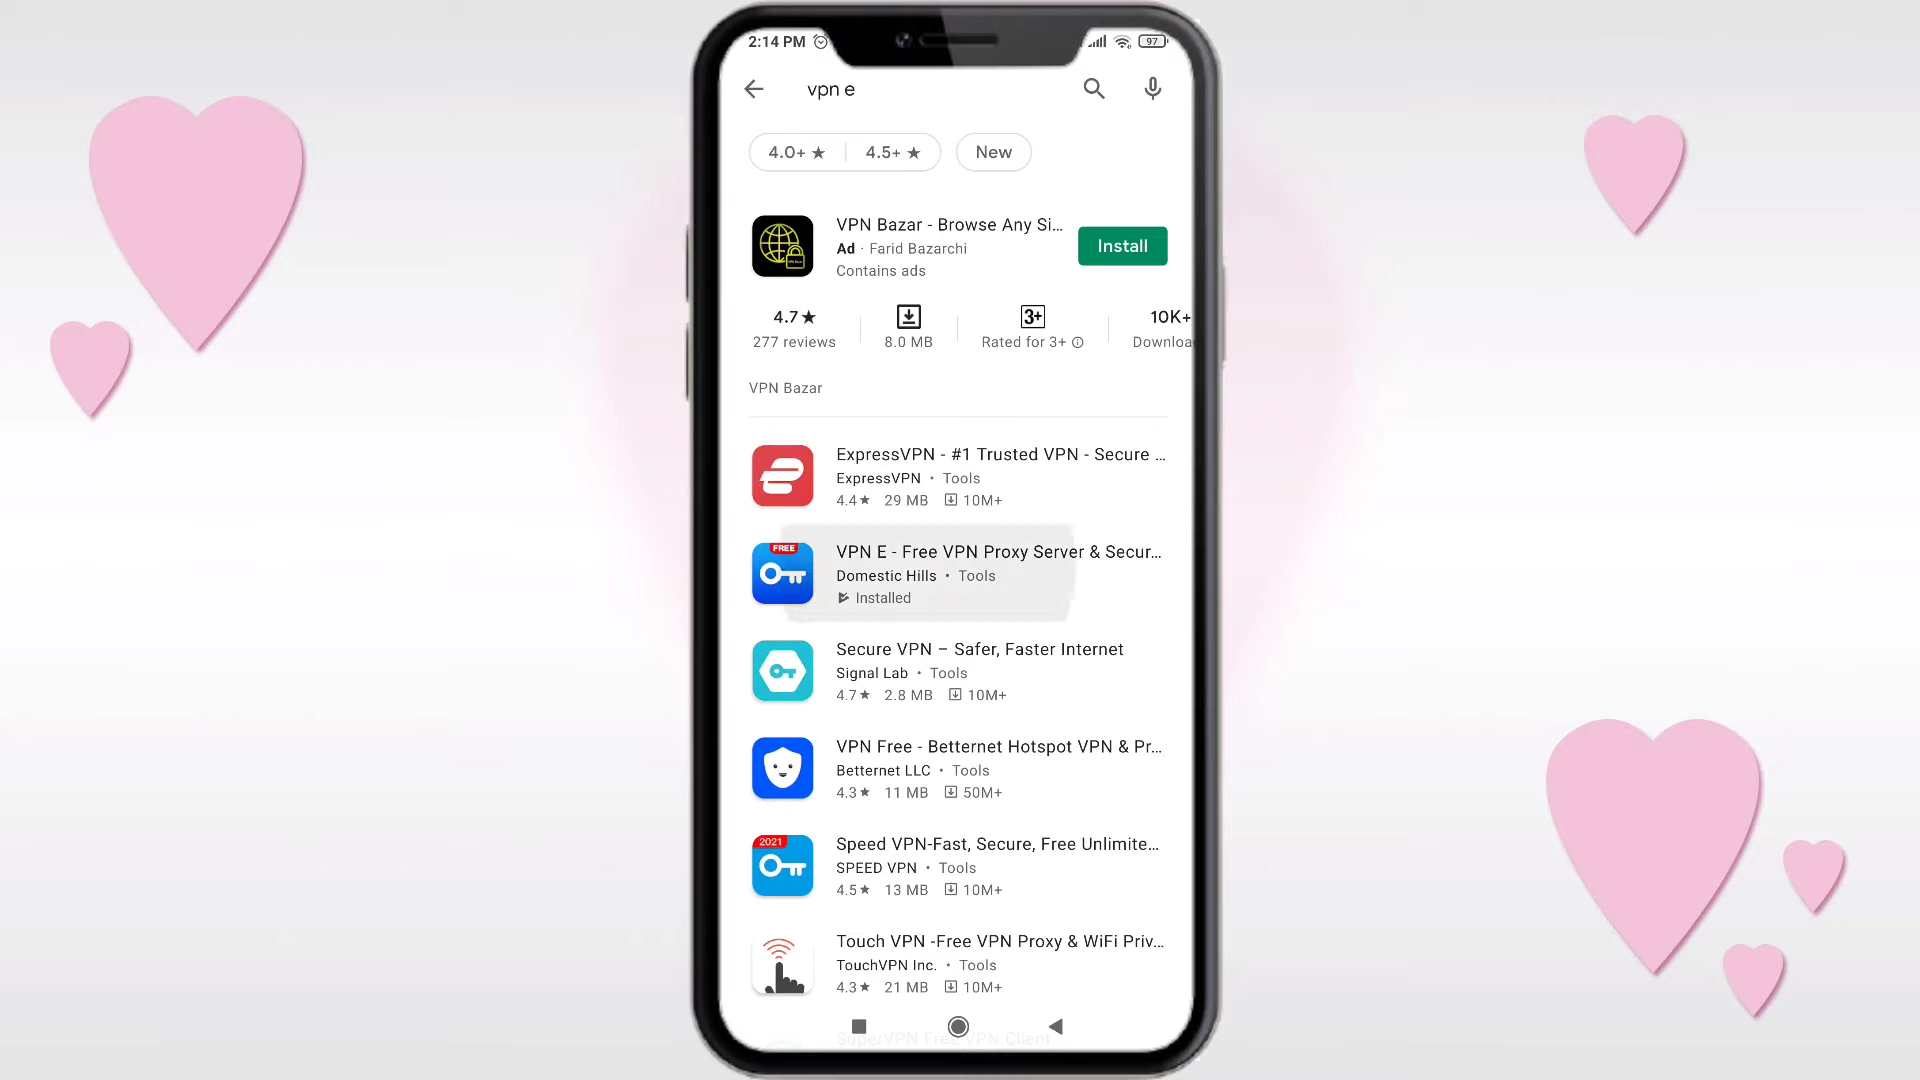 2:14 PM
97
vpn e
4.0+ ★ 4.5+ ★ New
VPN Bazar - Browse Any Si...
Ad · Farid Bazarchi
Contains ads
Install
4.7★ 3+ 10K+
277 reviews 8.0 MB Rated for 3+ Downloa
VPN Bazar
ExpressVPN - #1 Trusted VPN - Secure ...
ExpressVPN • Tools
4.4★ 29 MB 10M+
FREE
VPN E - Free VPN Proxy Server & Secur...
Domestic Hills • Tools
Installed
Secure VPN – Safer, Faster Internet
Signal Lab • Tools
4.7★ 2.8 MB 10M+
VPN Free - Betternet Hotspot VPN & Pr...
Betternet LLC • Tools
4.3★ 11 MB 50M+
2021
Speed VPN-Fast, Secure, Free Unlimite...
SPEED VPN • Tools
4.5★ 13 MB 10M+
Touch VPN -Free VPN Proxy & WiFi Priv...
TouchVPN Inc. • Tools
4.3★ 21 MB 10M+
SuperVPN Free VPN Client